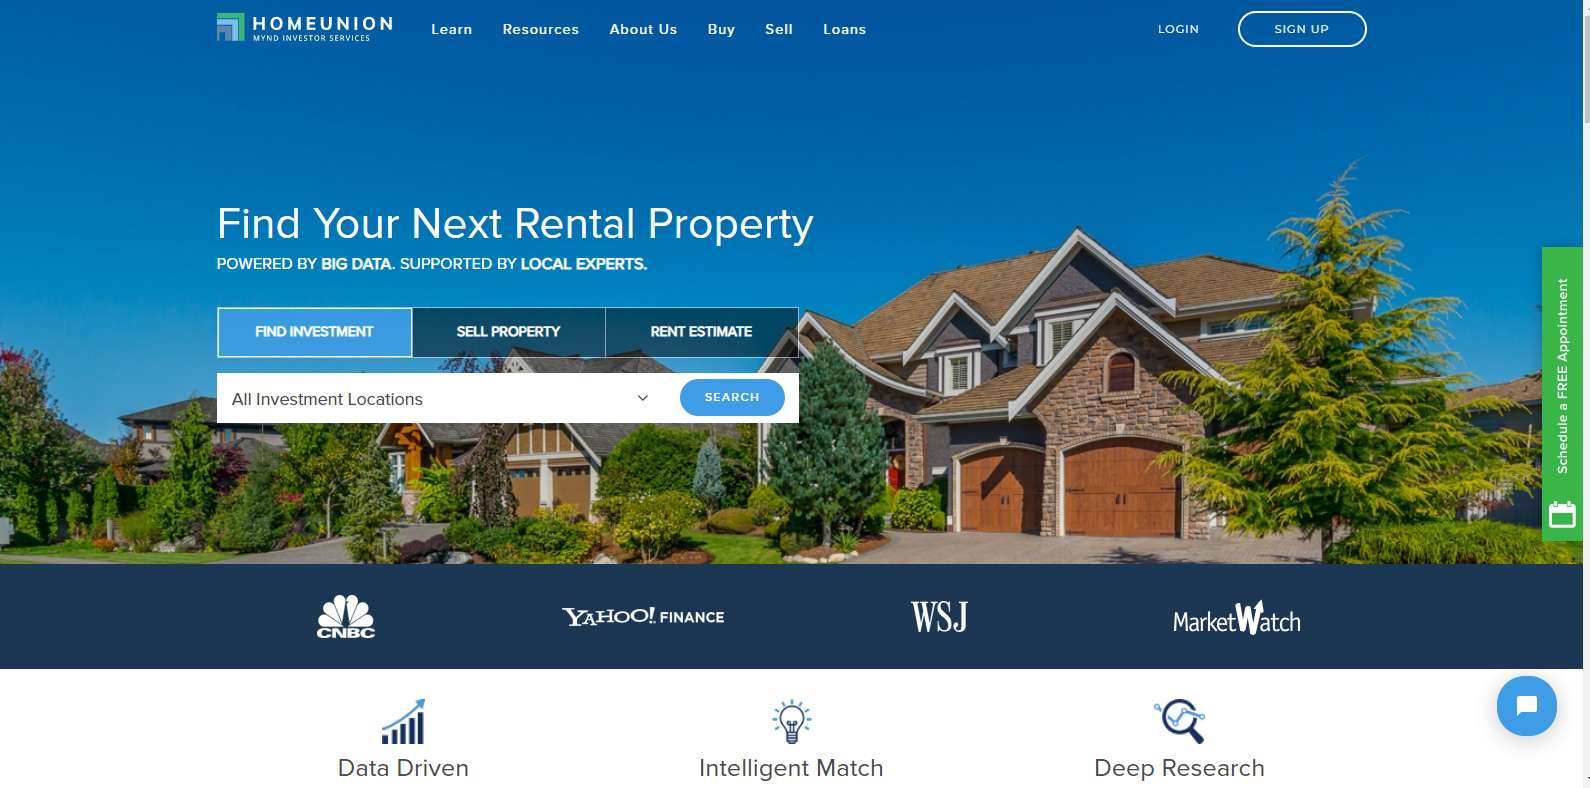 HOMEUNION
MYND INVESTOR SERVICES
Learn Resources About Us Buy Sell Loans
LOGIN SIGN UP
Find Your Next Rental Property
POWERED BY BIG DATA. SUPPORTED BY LOCAL EXPERTS.
FIND INVESTMENT SELL PROPERTY RENT ESTIMATE
All Investment Locations SEARCH
Schedule a FREE Appointment
CNBC YAHOO! FINANCE WSJ MarketWatch
Data Driven Intelligent Match Deep Research